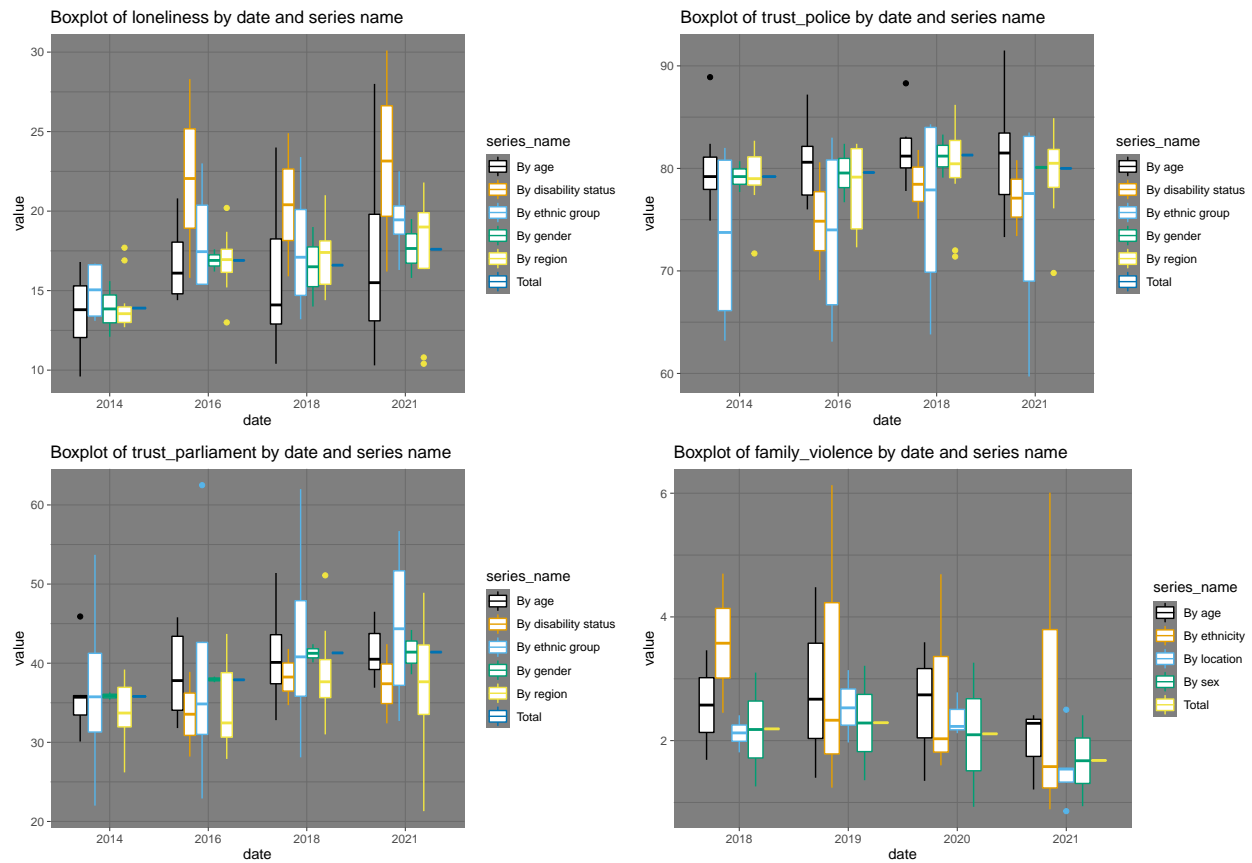 Boxplot of loneliness by date and series name
value
30
25
20
15
10
2014
2016
2018
2021
date
series_name
By age
By disability status
By ethnic group
By gender
By region
Total
Boxplot of trust_police by date and series name
value
90
80
70
60
2014
2016
2018
2021
date
series_name
By age
By disability status
By ethnic group
By gender
By region
Total
Boxplot of trust_parliament by date and series name
value
60
50
40
30
20
2014
2016
2018
2021
date
series_name
By age
By disability status
By ethnic group
By gender
By region
Total
Boxplot of family_violence by date and series name
value
6
4
2
2018
2019
2020
2021
date
series_name
By age
By ethnicity
By location
By sex
Total